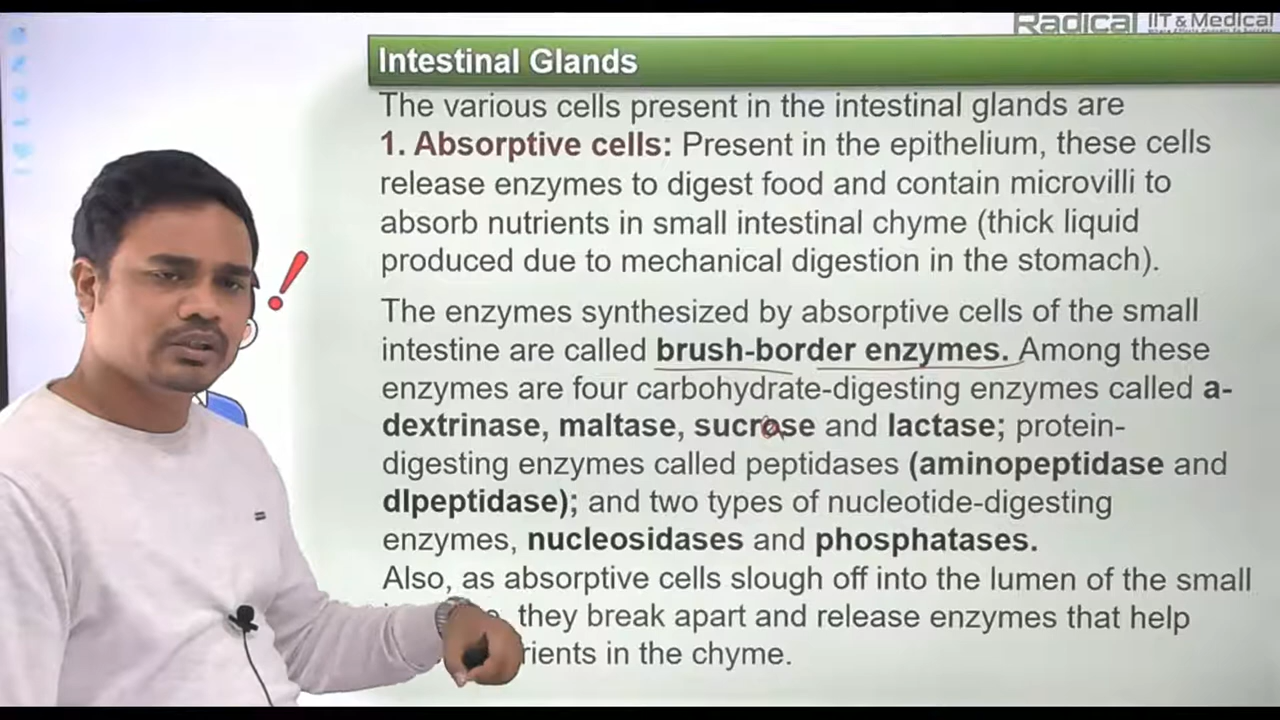 Radical IIT & Medical
Intestinal Glands
The various cells present in the intestinal glands are
1. Absorptive cells: Present in the epithelium, these cells
release enzymes to digest food and contain microvilli to
absorb nutrients in small intestinal chyme (thick liquid
produced due to mechanical digestion in the stomach).
The enzymes synthesized by absorptive cells of the small
intestine are called brush-border enzymes. Among these
enzymes are four carbohydrate-digesting enzymes called a-
dextrinase, maltase, sucrose and lactase; protein-
digesting enzymes called peptidases (aminopeptidase and
dIpeptidase); and two types of nucleotide-digesting
enzymes, nucleosidases and phosphatases.
Also, as absorptive cells slough off into the lumen of the small
they break apart and release enzymes that help
in the chyme.